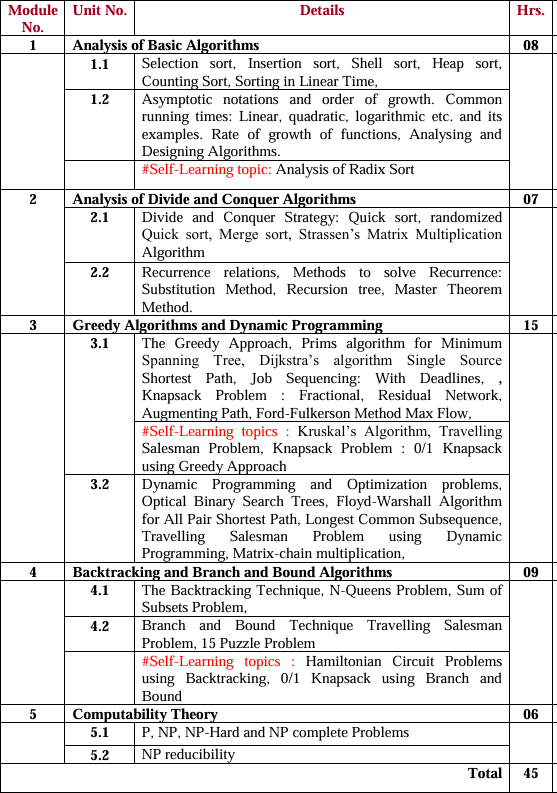 Module Unit No. Details Hrs.
No.
1 Analysis of Basic Algorithms 08
1.1 Selection sort, Insertion sort, Shell sort, Heap sort,
Counting Sort, Sorting in Linear Time,
1.2 Asymptotic notations and order of growth. Common
running times: Linear, quadratic, logarithmic etc. and its
examples. Rate of growth of functions, Analysing and
Designing Algorithms.
#Self-Learning topic: Analysis of Radix Sort
2 Analysis of Divide and Conquer Algorithms 07
2.1 Divide and Conquer Strategy: Quick sort, randomized
Quick sort, Merge sort, Strassen’s Matrix Multiplication
Algorithm
2.2 Recurrence relations, Methods to solve Recurrence:
Substitution Method, Recursion tree, Master Theorem
Method.
3 Greedy Algorithms and Dynamic Programming 15
3.1 The Greedy Approach, Prims algorithm for Minimum
Spanning Tree, Dijkstra’s algorithm Single Source
Shortest Path, Job Sequencing: With Deadlines, ,
Knapsack Problem : Fractional, Residual Network,
Augmenting Path, Ford-Fulkerson Method Max Flow,
#Self-Learning topics : Kruskal’s Algorithm, Travelling
Salesman Problem, Knapsack Problem : 0/1 Knapsack
using Greedy Approach
3.2 Dynamic Programming and Optimization problems,
Optical Binary Search Trees, Floyd-Warshall Algorithm
for All Pair Shortest Path, Longest Common Subsequence,
Travelling Salesman Problem using Dynamic
Programming, Matrix-chain multiplication,
4 Backtracking and Branch and Bound Algorithms 09
4.1 The Backtracking Technique, N-Queens Problem, Sum of
Subsets Problem,
4.2 Branch and Bound Technique Travelling Salesman
Problem, 15 Puzzle Problem
#Self-Learning topics : Hamiltonian Circuit Problems
using Backtracking, 0/1 Knapsack using Branch and
Bound
5 Computability Theory 06
5.1 P, NP, NP-Hard and NP complete Problems
5.2 NP reducibility
Total 45